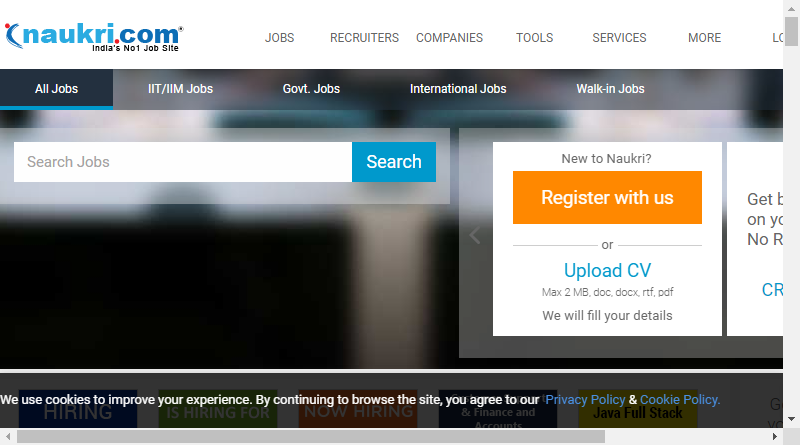 naukri.com
India's No1 Job Site
JOBS
RECRUITERS
COMPANIES
TOOLS
SERVICES
MORE
LO
All Jobs
IIT/IIM Jobs
Govt. Jobs
International Jobs
Walk-in Jobs
Search Jobs
Search
New to Naukri?
Register with us
or
Upload CV
Max 2 MB, doc, docx, rtf, pdf
We will fill your details
Get b
on yo
No R
CR
We use cookies to improve your experience. By continuing to browse the site, you agree to our Privacy Policy & Cookie Policy.
HIRING
IS HIRING FOR
NOW HIRING
& Finance and
Accounts
Java Full Stack